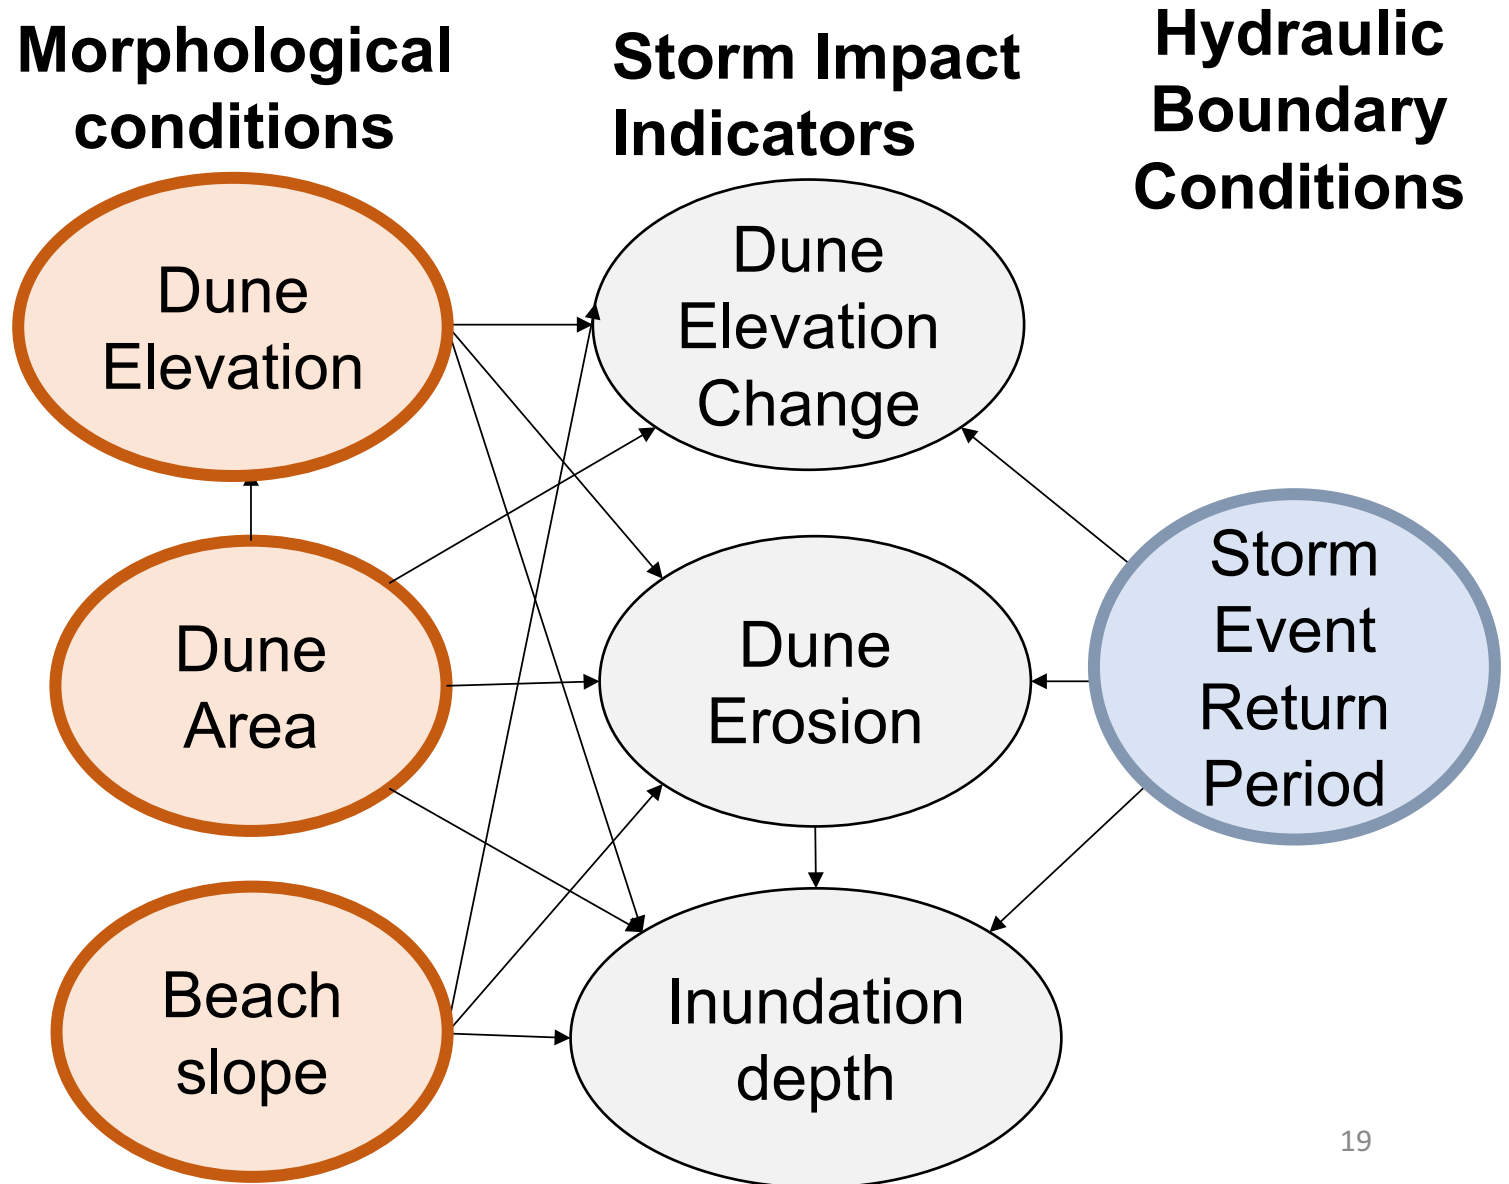 Morphological
conditions
Storm Impact
Indicators
Hydraulic
Boundary
Conditions
Dune
Elevation
Dune
Elevation
Change
Dune
Area
Dune
Erosion
Storm
Event
Return
Period
Beach
slope
Inundation
depth
19